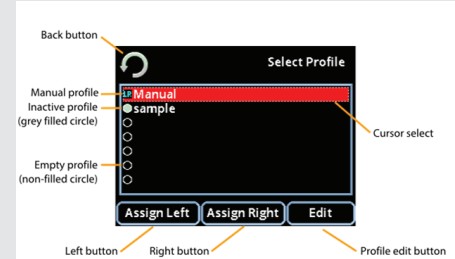 Back button
Select Profile
Manual profile
1R Manual
Inactive profile
(grey filled circle)
sample
Cursor select
Empty profile
(non-filled circle)
Assign Left
Assign Right
Edit
Left button
Right button
Profile edit button